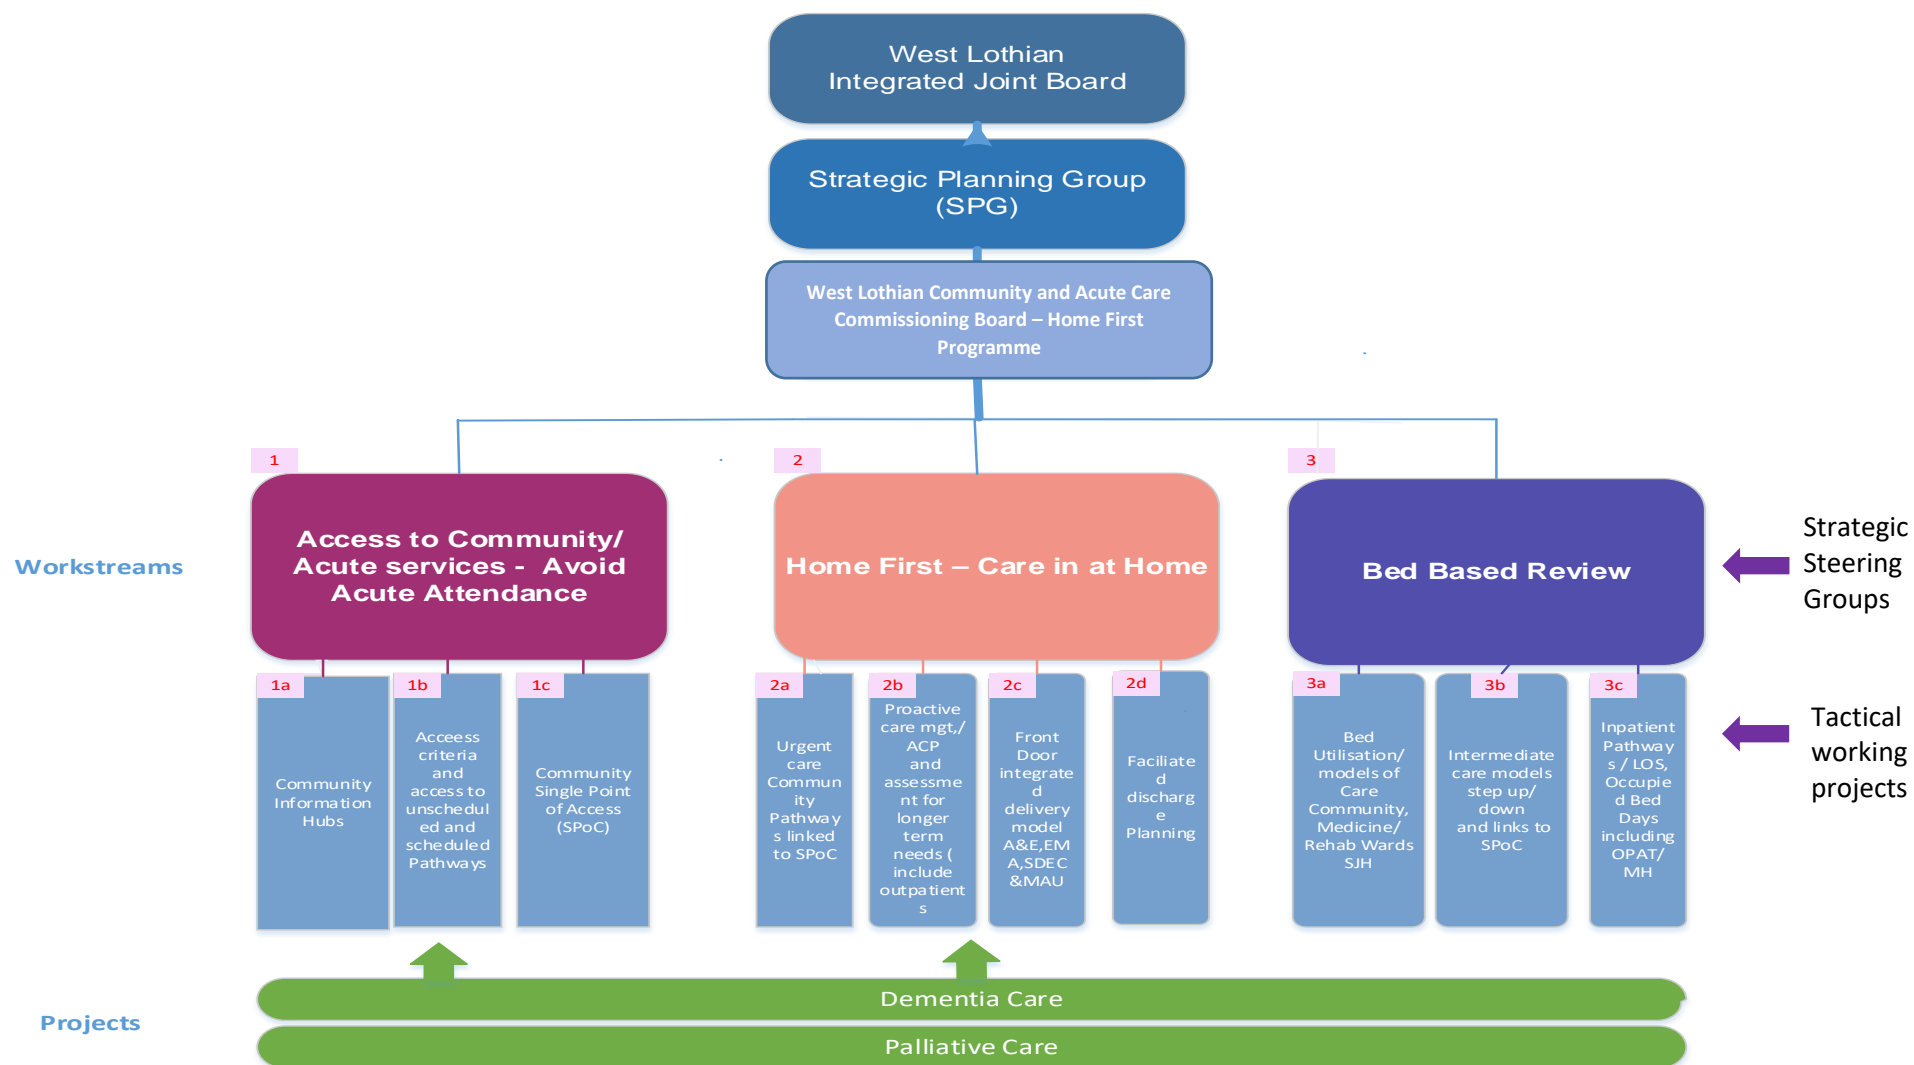 West Lothian
Integrated Joint Board
Strategic Planning Group
(SPG)
West Lothian Community and Acute Care
Commissioning Board – Home First
Programme
1
Access to Community/
Acute services - Avoid
Acute Attendance
2
Home First – Care in at Home
3
Bed Based Review
Workstreams
Strategic
Steering
Groups
1a
Community
Information
Hubs
1b
Acceess
criteria
and
access to
unschedul
ed and
scheduled
Pathways
1c
Community
Single Point
of Access
(SPoC)
2a
Urgent
care
Commun
ity
Pathway
s linked
to SPoC
2b
Proactive
care mgt,/
ACP
and
assessme
nt for
longer
term
needs (
include
outpatient
s
2c
Front
Door
integrate
d
delivery
model
A&E,EM
A,SDEC
&MAU
2d
Faciliate
d
discharg
e
Planning
3a
Bed
Utilisation/
models of
Care
Community,
Medicine/
Rehab Wards
SJH
3b
Intermediate
care models
step up/
down
and links to
SPoC
3c
Inpatient
Pathway
s / LOS,
Occupie
d Bed
Days
including
OPAT/
MH
Tactical
working
projects
Projects
Dementia Care
Palliative Care